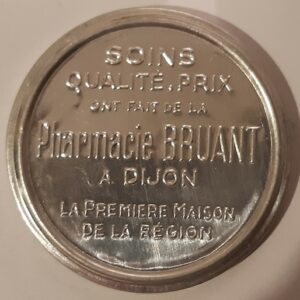 SOINS
QUALITÉ, PRIX
ONT FAIT DE LA
Pharmacie BRUANT
A DIJON
LA PREMIERE MAISON
DE LA RÉGION